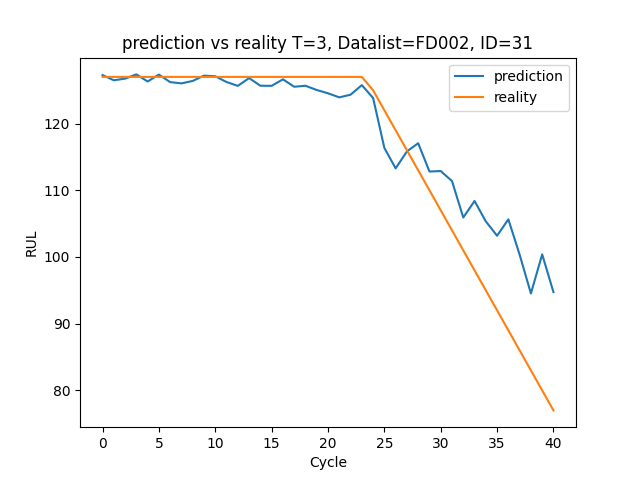 prediction vs reality T=3, Datalist=FD002, ID=31
prediction
reality
RUL
120
110
100
90
80
0 5 10 15 20 25 30 35 40
Cycle